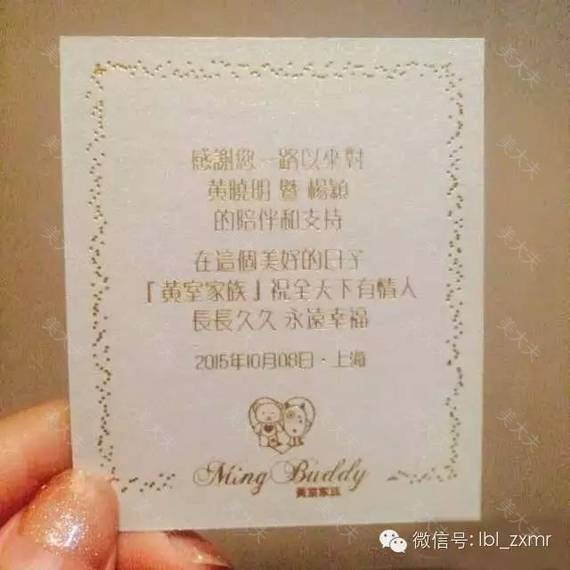 感謝您一路以來對
黃曉明 暨 楊穎
的陪伴和支持
在這個美好的日子
「黃室家族」祝全天下有情人
長長久久 永遠幸福
2015年10月08日·上海
Ming Buddy
黃室家族
微信号: lbl_zxmr
美大夫